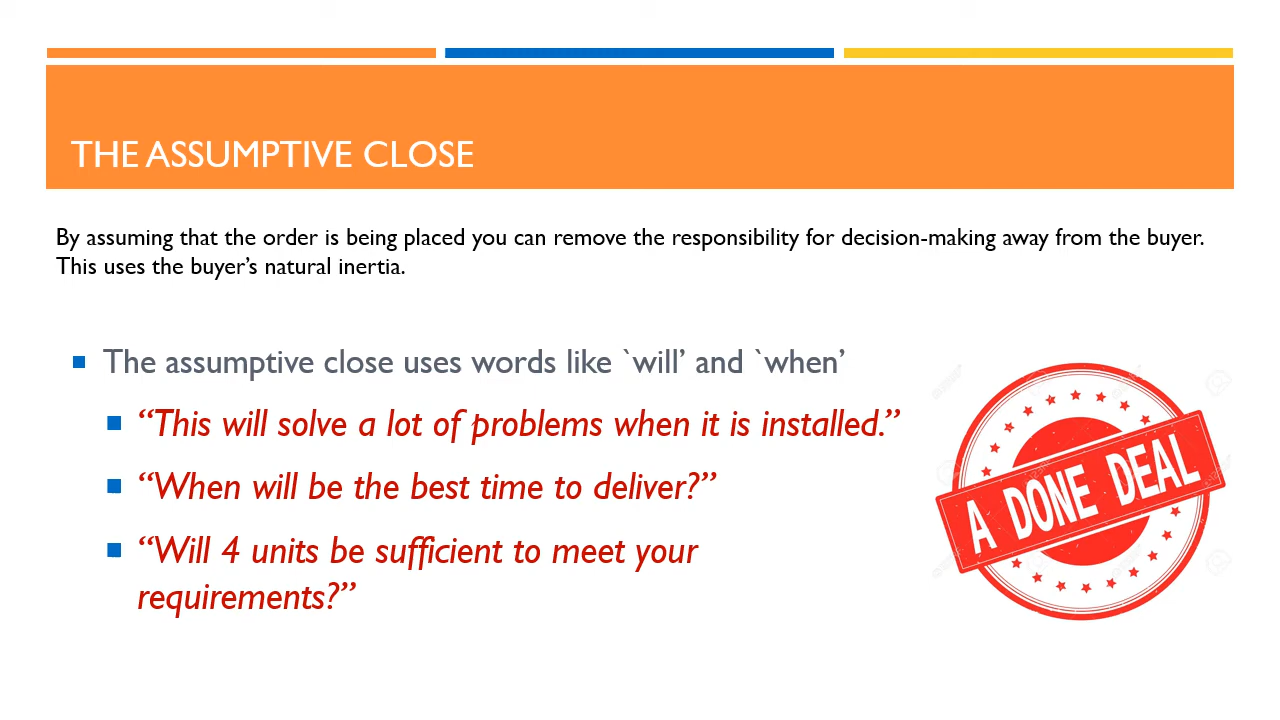 THE ASSUMPTIVE CLOSE
By assuming that the order is being placed you can remove the responsibility for decision-making away from the buyer.
This uses the buyer’s natural inertia.
The assumptive close uses words like `will’ and `when’
“This will solve a lot of problems when it is installed.”
“When will be the best time to deliver?”
“Will 4 units be sufficient to meet your
requirements?”
A DONE DEAL